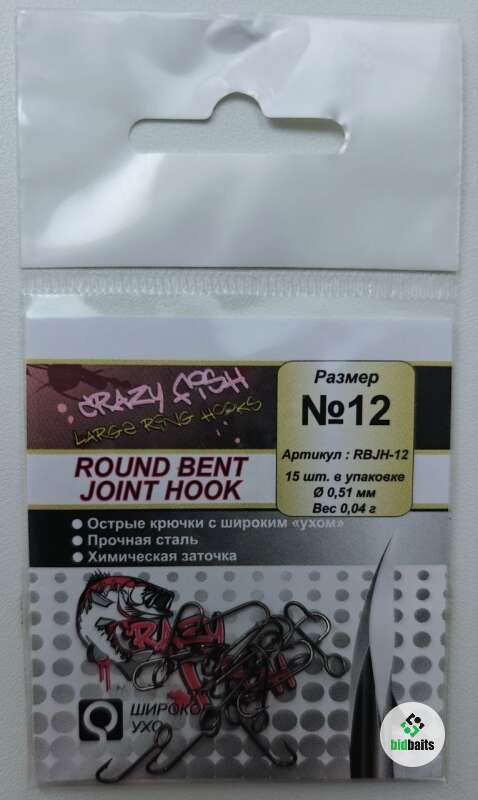 CRAZY FISH
LARGE RING HOOKS
ROUND BENT
JOINT HOOK
Размер
№12
Артикул : RBJH-12
15 шт. в упаковке
Ø 0,51 мм
Вес 0,04 г
● Острые крючки с широким «ухом»
● Прочная сталь
● Химическая заточка
CRAZY
FISH
ШИРОКОЕ
УХО
bidbaits